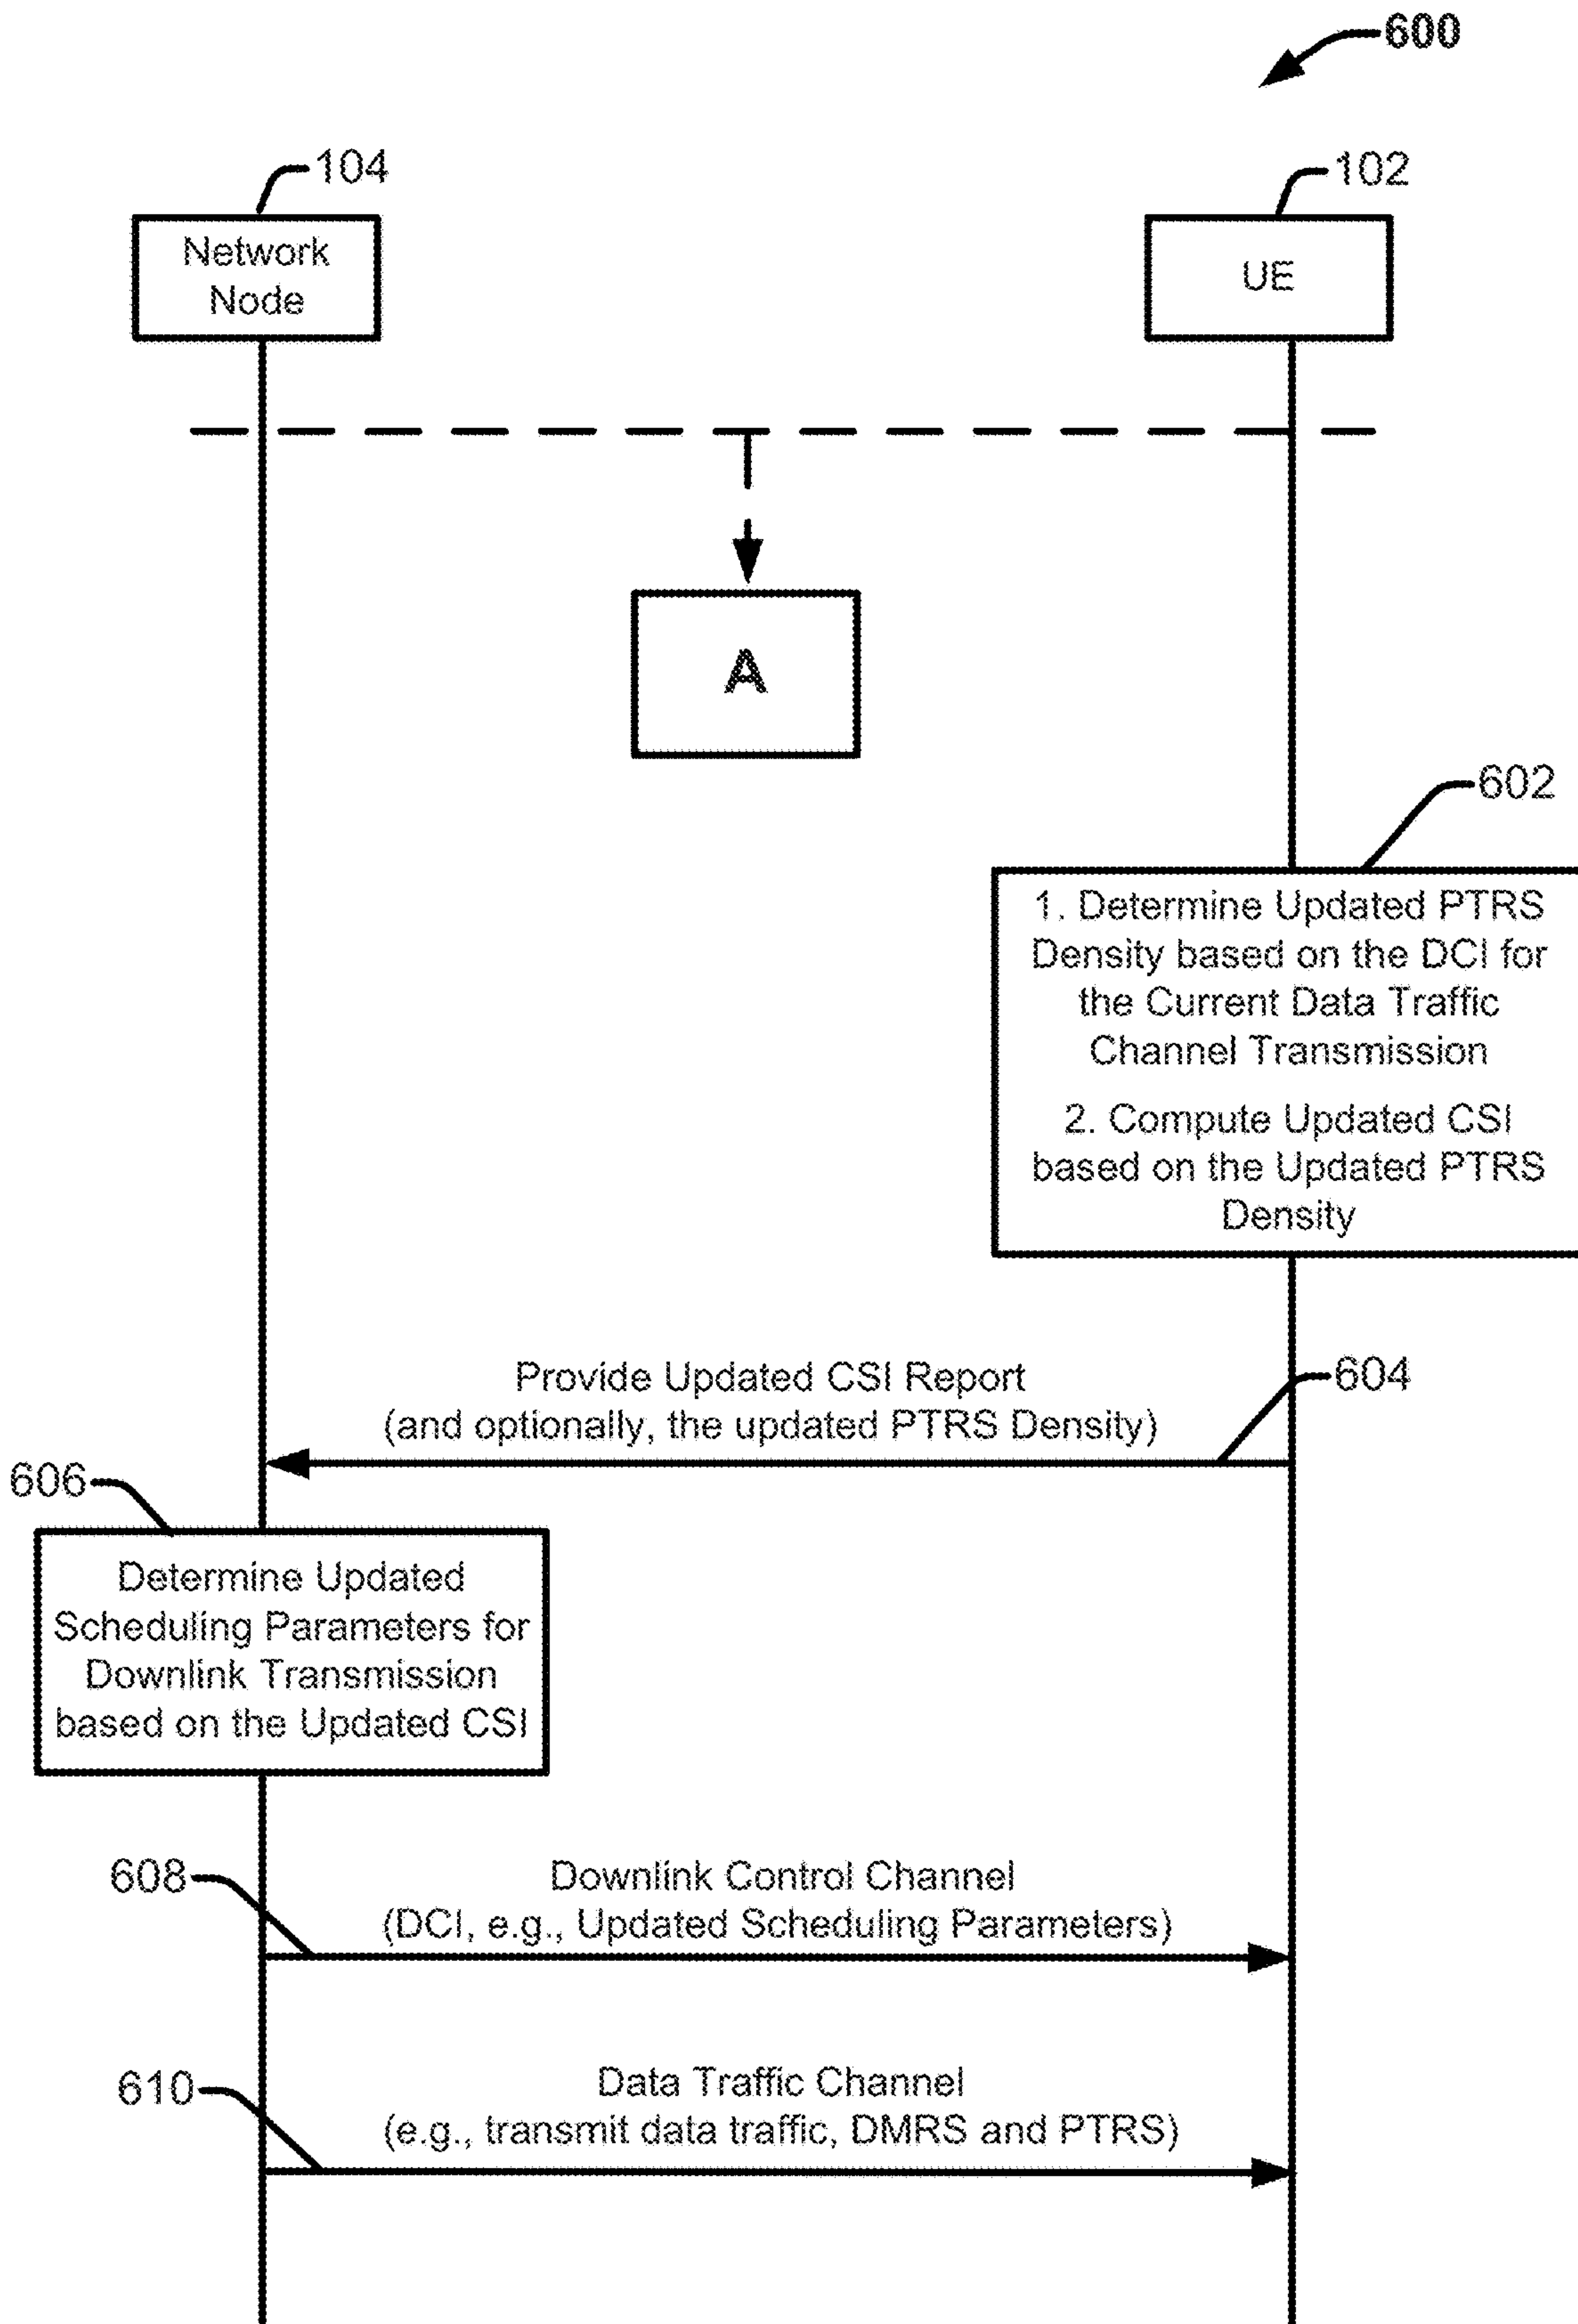 600
104
102
Network
Node
UE
A
602
1. Determine Updated PTRS
Density based on the DCI for
the Current Data Traffic
Channel Transmission
2. Compute Updated CSI
based on the Updated PTRS
Density
Provide Updated CSI Report
(and optionally, the updated PTRS Density)
604
606
Determine Updated
Scheduling Parameters for
Downlink Transmission
based on the Updated CSI
608
Downlink Control Channel
(DCI, e.g., Updated Scheduling Parameters)
610
Data Traffic Channel
(e.g., transmit data traffic, DMRS and PTRS)